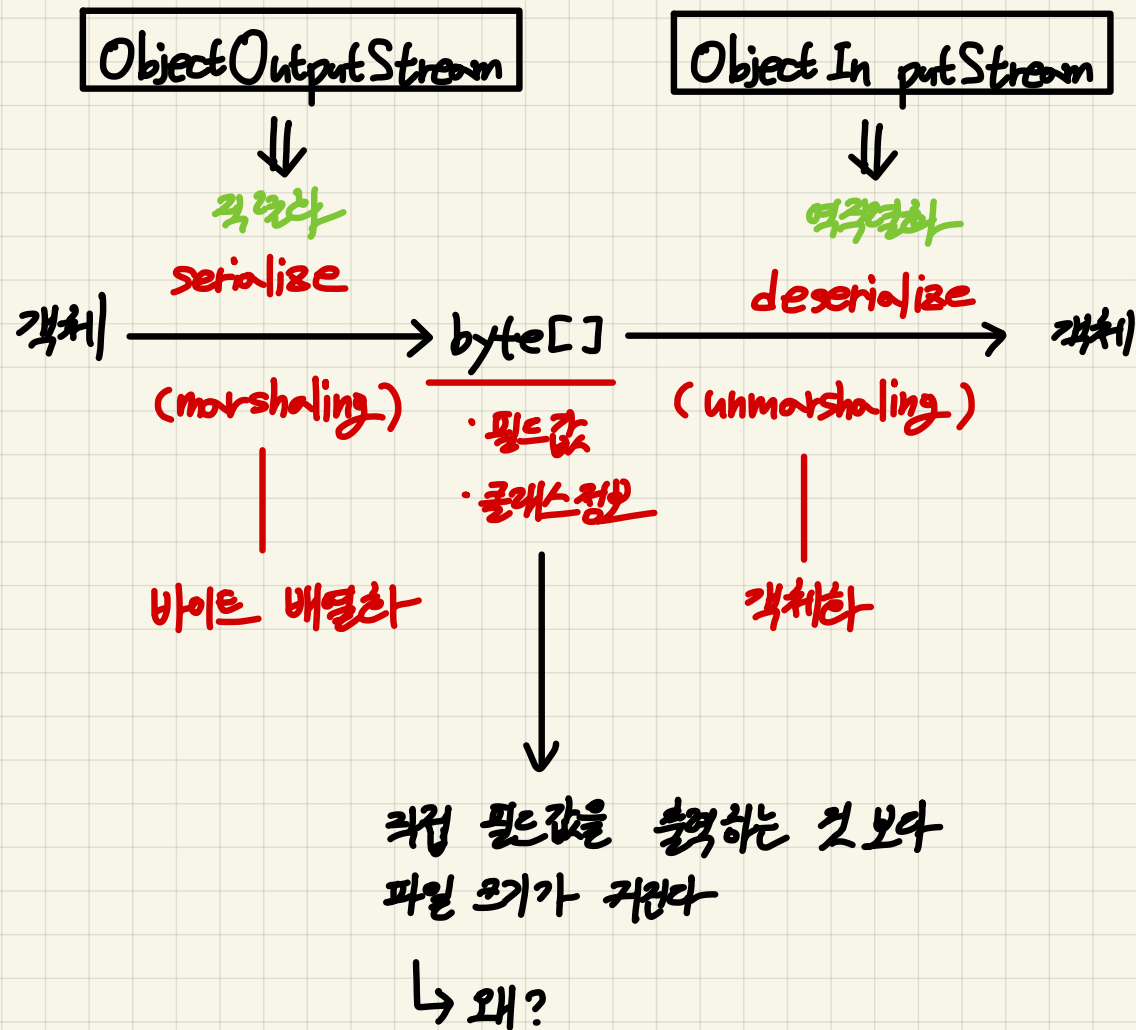 ObjectOutputStream
ObjectInputStream
직렬화
역직렬화
serialize
deserialize
객체
byte[]
객체
(marshaling)
(unmarshaling)
· 필드값
· 클래스정보
바이트 배열화
객체화
직접 필드값을 출력하는 것 보다
파일 크기가 커진다
왜?